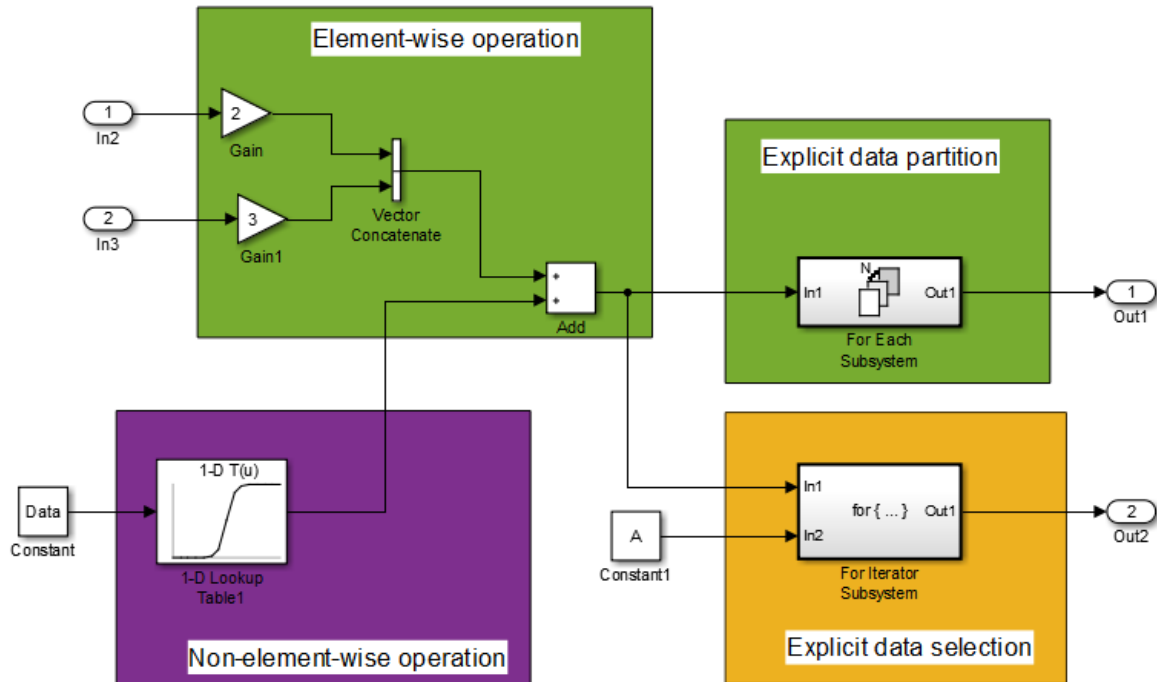 Element-wise operation
1
In2
2
Gain
2
In3
3
Gain1
Vector
Concatenate
+
+
Add
Explicit data partition
N
In1
Out1
For Each
Subsystem
1
Out1
Data
Constant
1-D T(u)
1-D Lookup
Table1
Non-element-wise operation
A
Constant1
In1
In2
for { ... }
Out1
For Iterator
Subsystem
2
Out2
Explicit data selection